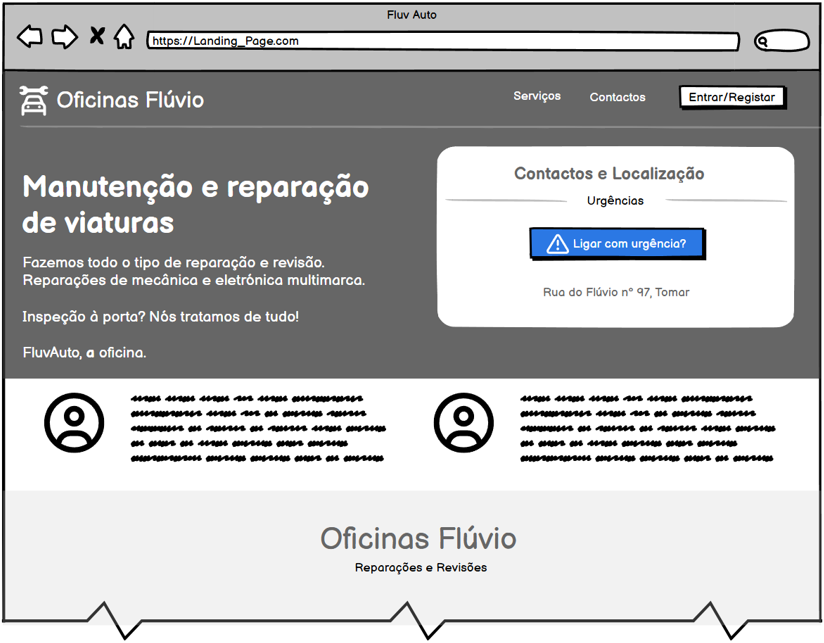 Fluv Auto
https://Landing_Page.com
Oficinas Flúvio
Serviços
Contactos
Entrar/Registar
Manutenção e reparação
de viaturas
Fazemos todo o tipo de reparação e revisão.
Reparações de mecânica e eletrónica multimarca.
Inspeção à porta? Nós tratamos de tudo!
FluvAuto, a oficina.
Contactos e Localização
Urgências
Ligar com urgência?
Rua do Flúvio nº 97, Tomar
Oficinas Flúvio
Reparações e Revisões